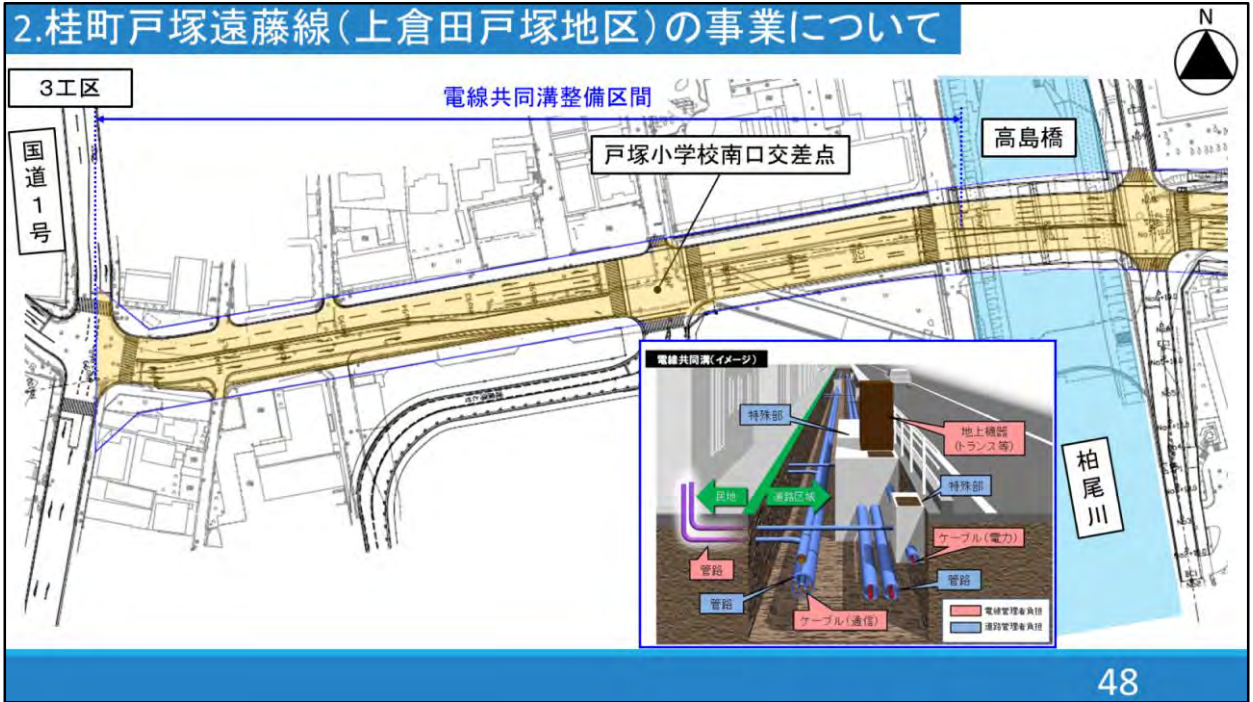 2.桂町戸塚遠藤線(上倉田戸塚地区)の事業について
N
3工区
電線共同溝整備区間
国道1号
戸塚小学校南口交差点
高島橋
柏尾川
電線共同溝(イメージ)
特殊部
地上機器
(トランス等)
民地
道路区域
特殊部
ケーブル(電力)
管路
管路
管路
ケーブル(通信)
電線管理者負担
道路管理者負担
48